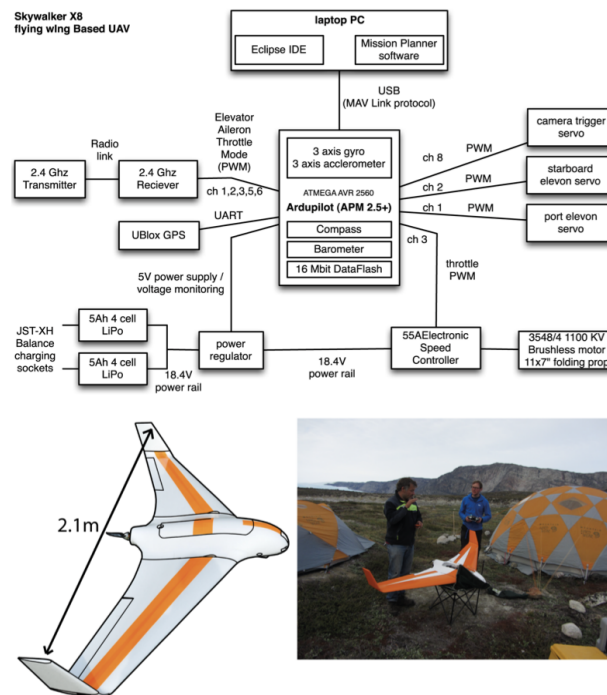 Skywalker X8
flying wing Based UAV
laptop PC
Eclipse IDE
Mission Planner
software
USB
(MAV Link protocol)
Elevator
Aileron
Throttle
Mode
(PWM)
Radio
link
2.4 Ghz
Transmitter
2.4 Ghz
Reciever
ch 1,2,3,5,6
UART
UBlox GPS
3 axis gyro
3 axis acclerometer
ATMEGA AVR 2560
Ardupilot (APM 2.5+)
Compass
Barometer
16 Mbit DataFlash
ch 8
PWM
camera trigger
servo
ch 2
PWM
starboard
elevon servo
ch 1
PWM
port elevon
servo
ch 3
throttle
PWM
5V power supply /
voltage monitoring
JST-XH
Balance
charging
sockets
5Ah 4 cell
LiPo
5Ah 4 cell
LiPo
18.4V
power rail
power
regulator
18.4V
power rail
55AElectronic
Speed
Controller
3548/4 1100 KV
Brushless motor
11x7" folding prop
2.1m